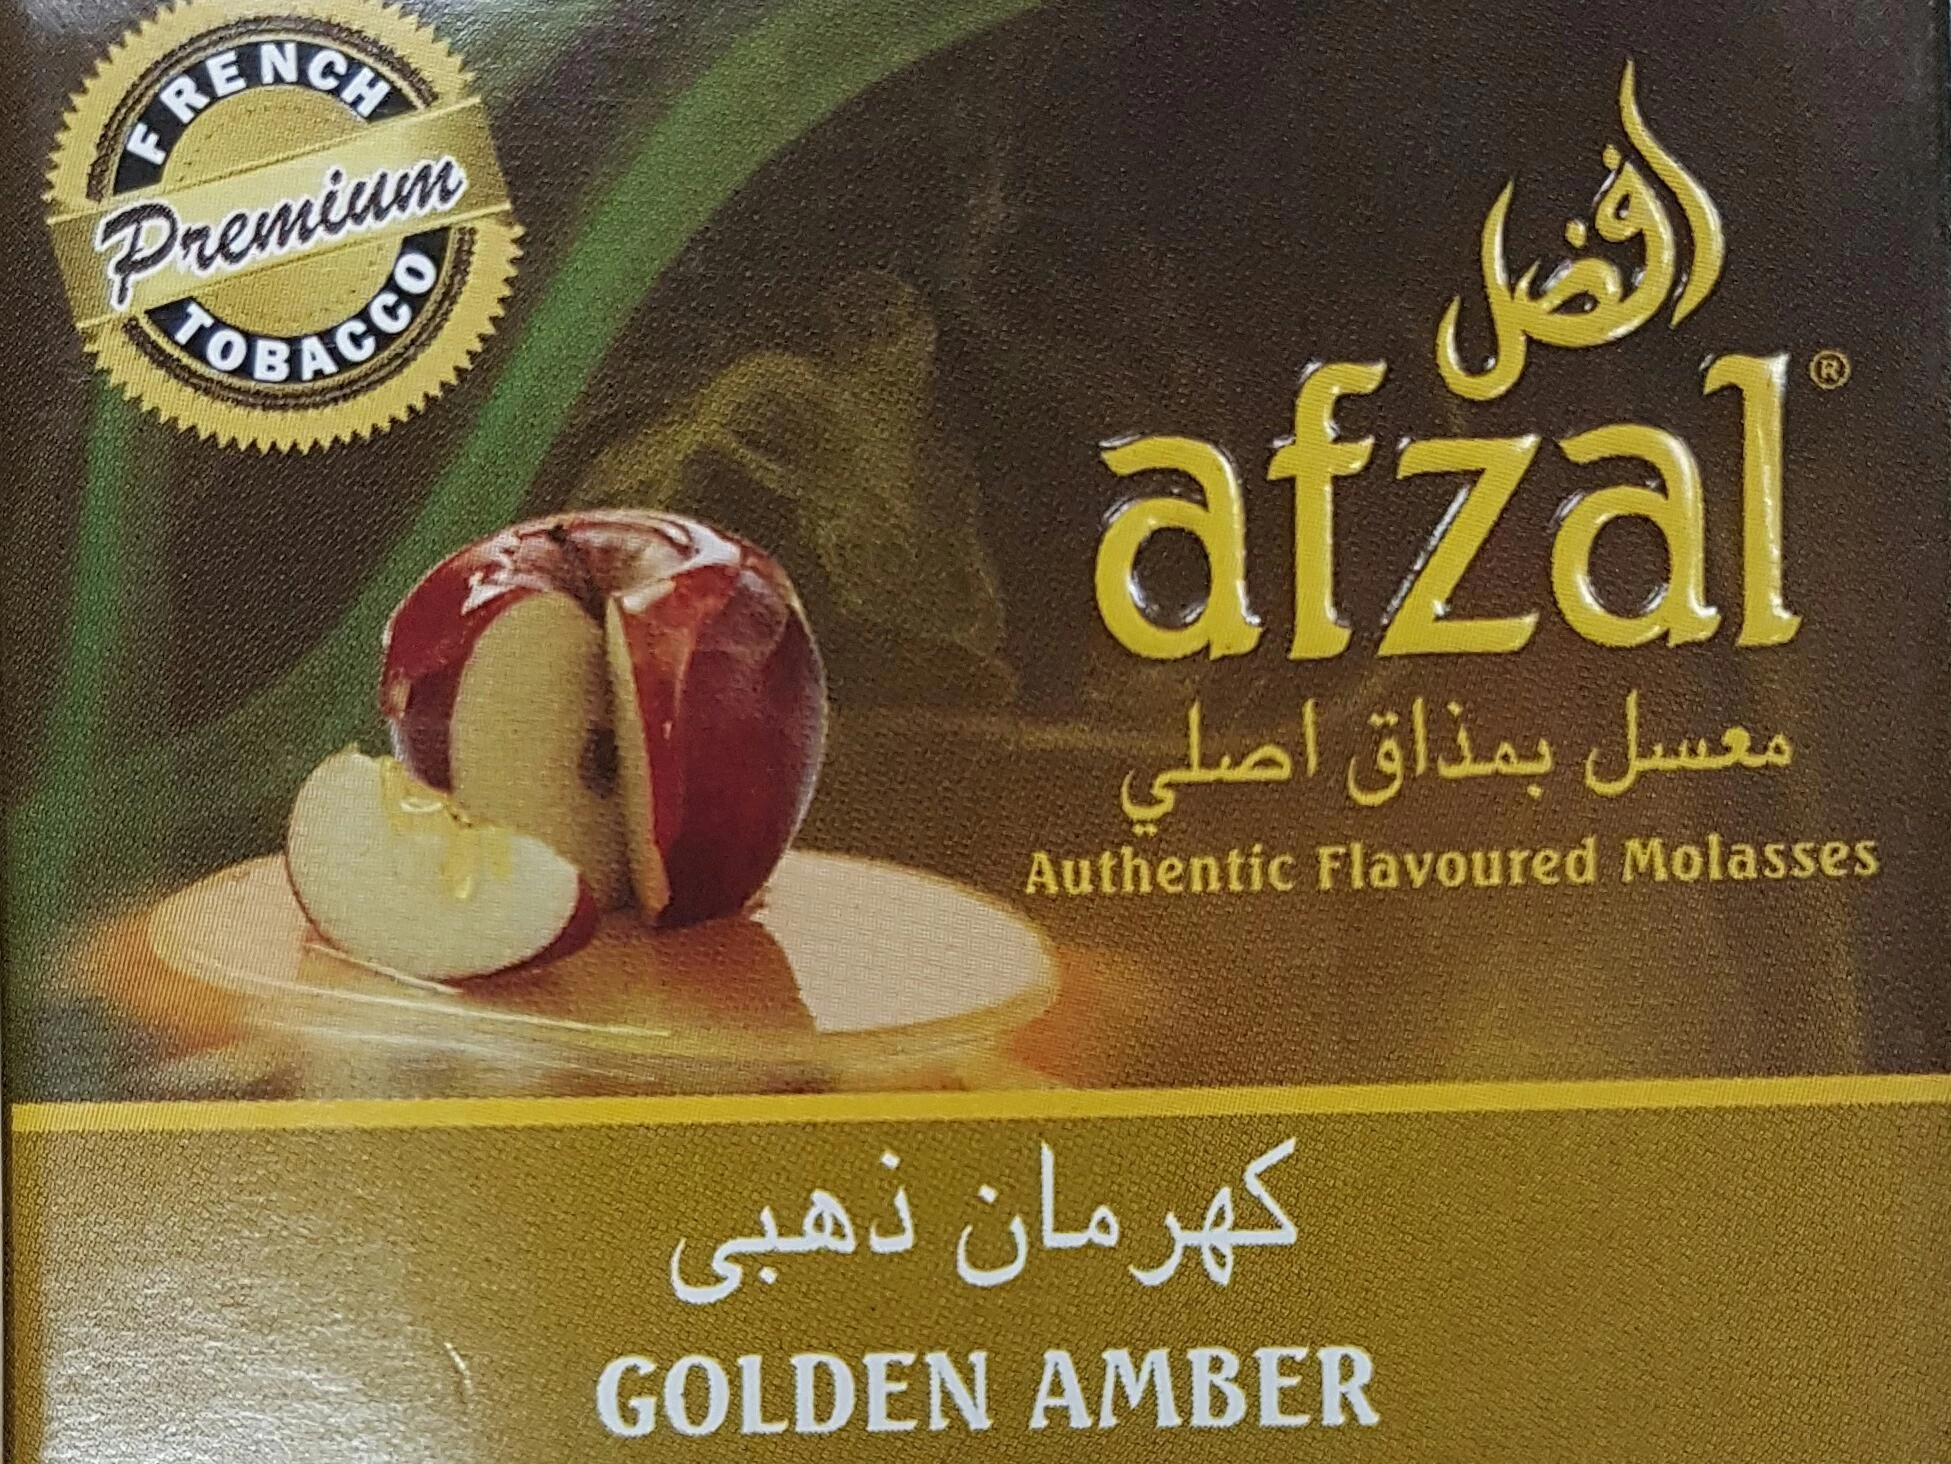 FRENCH
Premium
TOBACCO
افضل
afzal®
معسل بمذاق اصلي
Authentic Flavoured Molasses
كهرمان ذهبى
GOLDEN AMBER